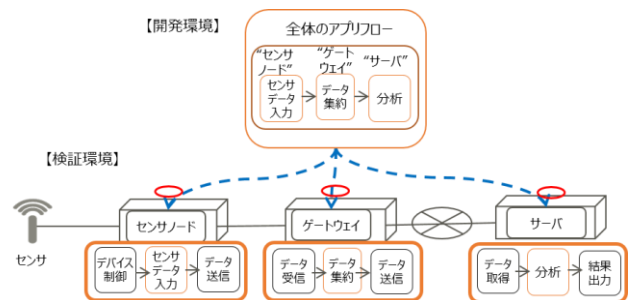 【開発環境】
全体のアプリフロー
“センサ
ノード”
“ゲート
ウェイ”
“サーバ”
センサ
データ
入力
データ
集約
分析
【検証環境】
センサ
センサノード
ゲートウェイ
サーバ
デバイス
制御
センサ
データ
入力
データ
送信
データ
受信
データ
集約
データ
送信
データ
取得
分析
結果
出力